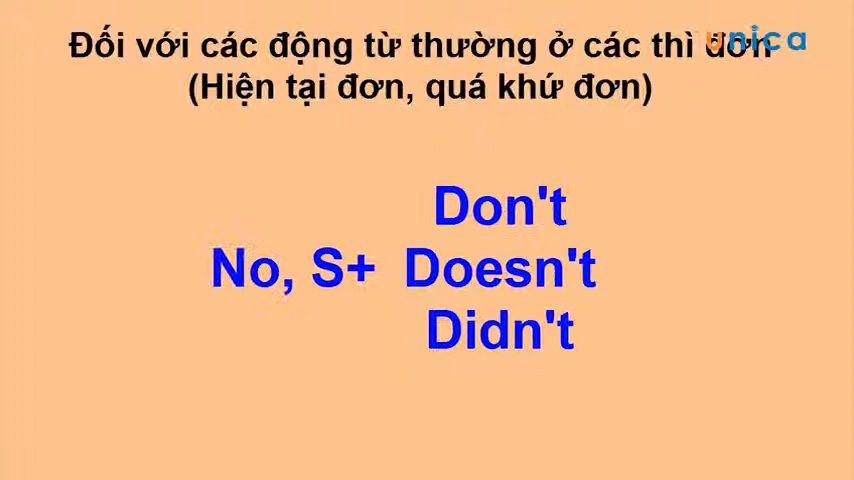 Đối với các động từ thường ở các thì đơn
(Hiện tại đơn, quá khứ đơn)
unica
Don't
No, S+ Doesn't
Didn't